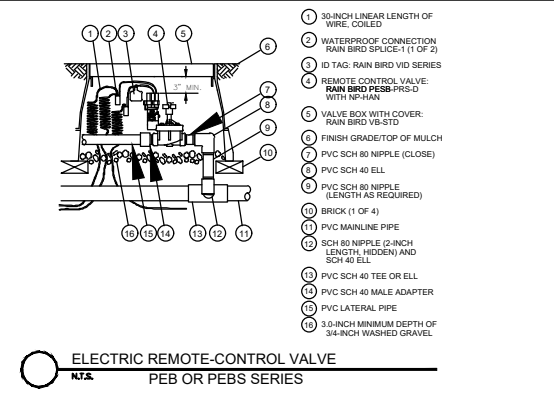 1 2 3 4 5
6
3" MIN.
7
8
9
10
16 15 14 13 12 11
1 30-INCH LINEAR LENGTH OF
WIRE, COILED
2 WATERPROOF CONNECTION
RAIN BIRD SPLICE-1 (1 OF 2)
3 ID TAG: RAIN BIRD VID SERIES
4 REMOTE CONTROL VALVE:
RAIN BIRD PESB-PRS-D
WITH NP-HAN
5 VALVE BOX WITH COVER:
RAIN BIRD VB-STD
6 FINISH GRADE/TOP OF MULCH
7 PVC SCH 80 NIPPLE (CLOSE)
8 PVC SCH 40 ELL
9 PVC SCH 80 NIPPLE
(LENGTH AS REQUIRED)
10 BRICK (1 OF 4)
11 PVC MAINLINE PIPE
12 SCH 80 NIPPLE (2-INCH
LENGTH, HIDDEN) AND
SCH 40 ELL
13 PVC SCH 40 TEE OR ELL
14 PVC SCH 40 MALE ADAPTER
15 PVC LATERAL PIPE
16 3.0-INCH MINIMUM DEPTH OF
3/4-INCH WASHED GRAVEL
ELECTRIC REMOTE-CONTROL VALVE
N.T.S. PEB OR PEBS SERIES